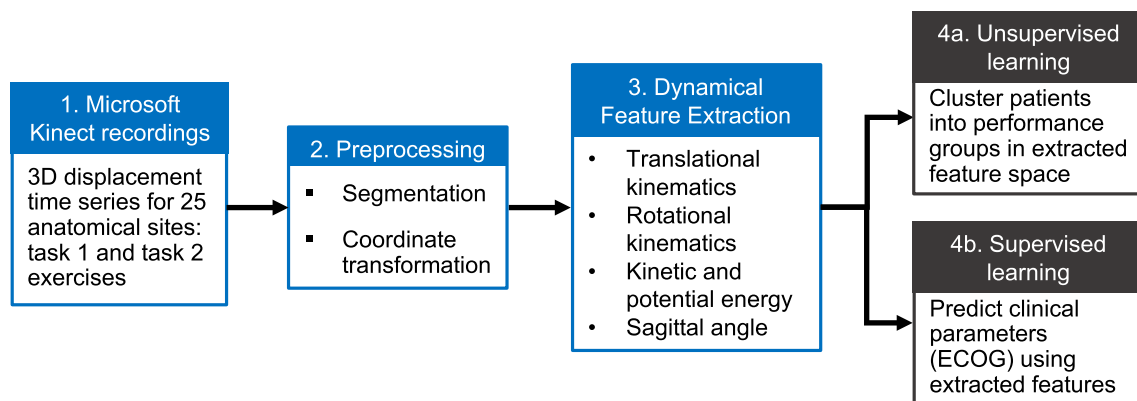 1. Microsoft
Kinect recordings
3D displacement
time series for 25
anatomical sites:
task 1 and task 2
exercises
2. Preprocessing
▪ Segmentation
▪ Coordinate
transformation
3. Dynamical
Feature Extraction
• Translational
kinematics
• Rotational
kinematics
• Kinetic and
potential energy
• Sagittal angle
4a. Unsupervised
learning
Cluster patients
into performance
groups in extracted
feature space
4b. Supervised
learning
Predict clinical
parameters
(ECOG) using
extracted features